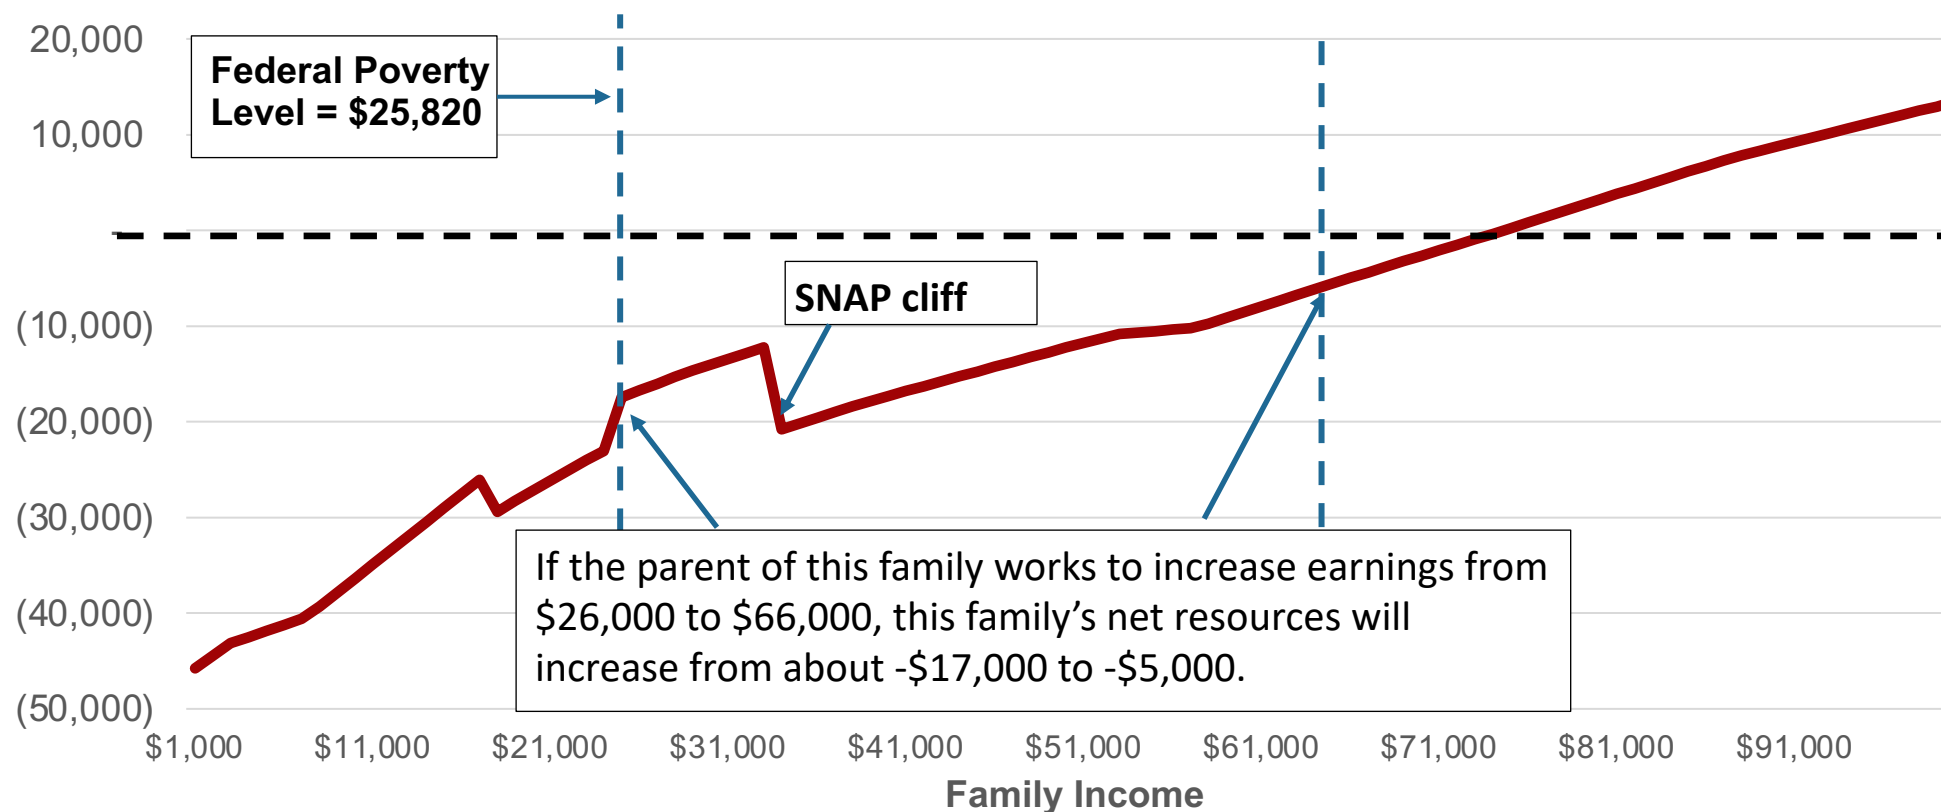 20,000
10,000
-
(10,000)
(20,000)
(30,000)
(40,000)
(50,000)
Federal Poverty
Level = $25,820
SNAP cliff
If the parent of this family works to increase earnings from
$26,000 to $66,000, this family’s net resources will
increase from about -$17,000 to -$5,000.
$1,000 $11,000 $21,000 $31,000 $41,000 $51,000 $61,000 $71,000 $81,000 $91,000
Family Income